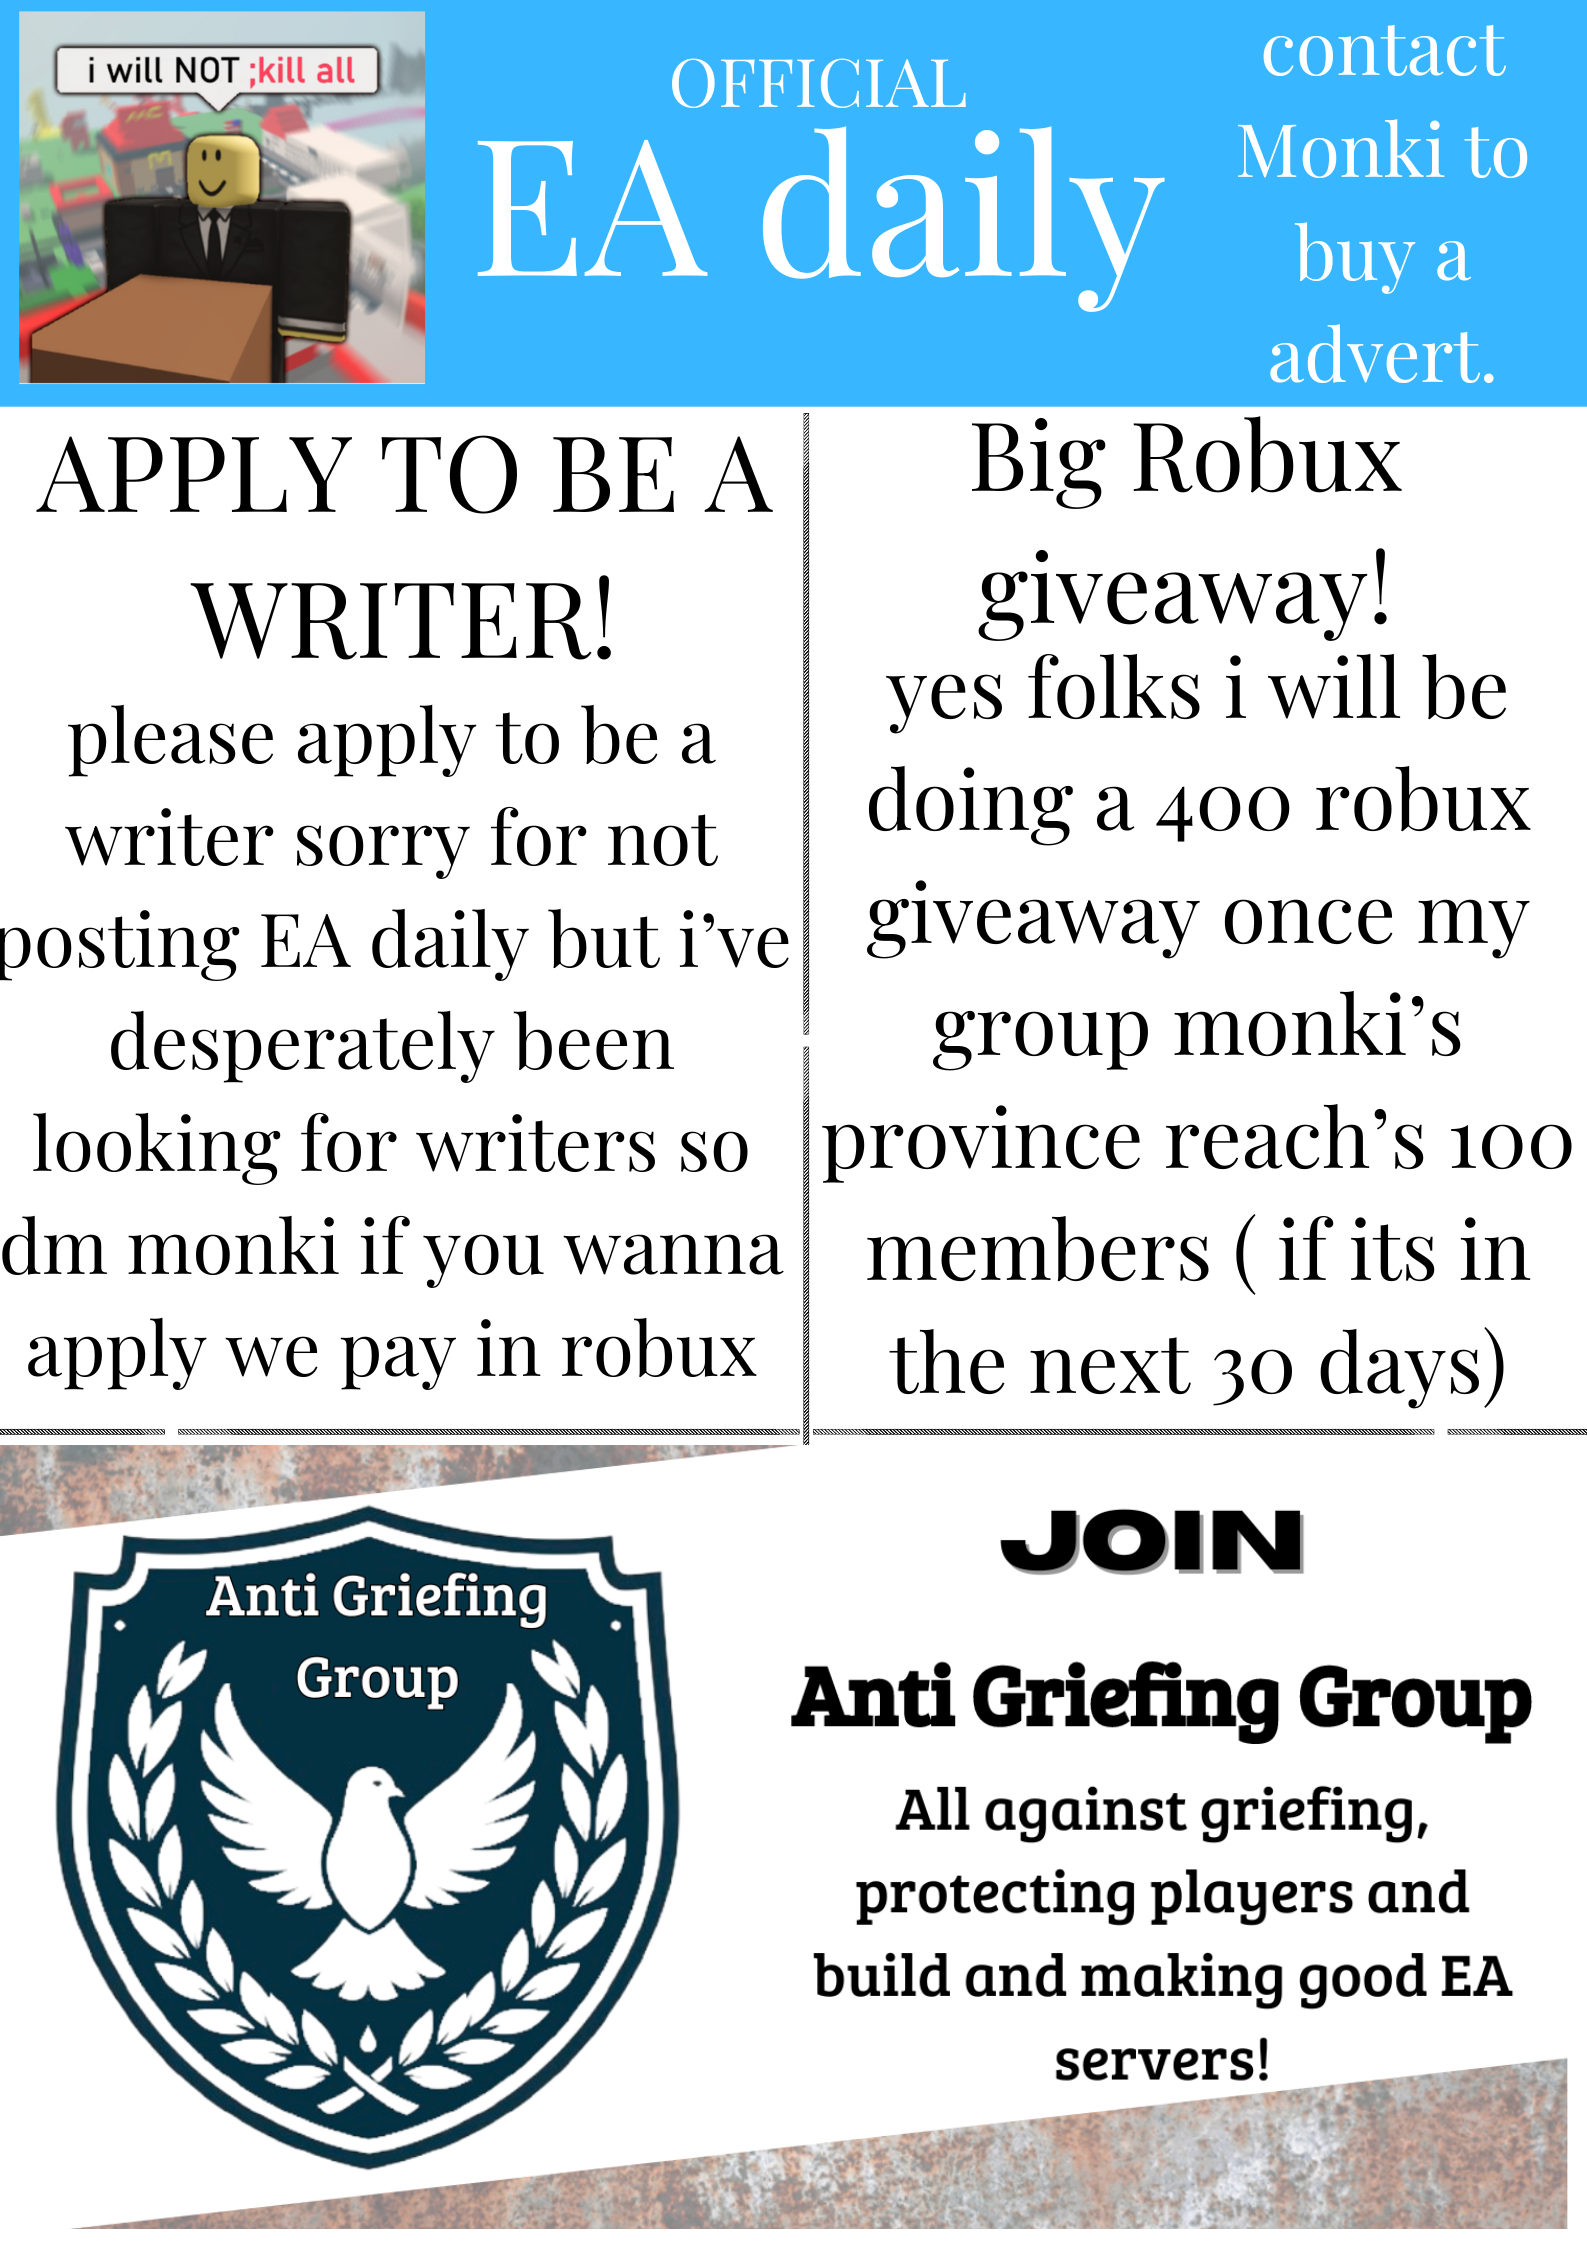 i will NOT ;kill all
OFFICIAL
EA daily
contact
Monki to
buy a
advert.
APPLY TO BE A
WRITER!
please apply to be a
writer sorry for not
posting EA daily but i’ve
desperately been
looking for writers so
dm monki if you wanna
apply we pay in robux
Big Robux
giveaway!
yes folks i will be
doing a 400 robux
giveaway once my
group monki’s
province reach’s 100
members ( if its in
the next 30 days)
Anti Griefing
Group
JOIN
Anti Griefing Group
All against griefing,
protecting players and
build and making good EA
servers!